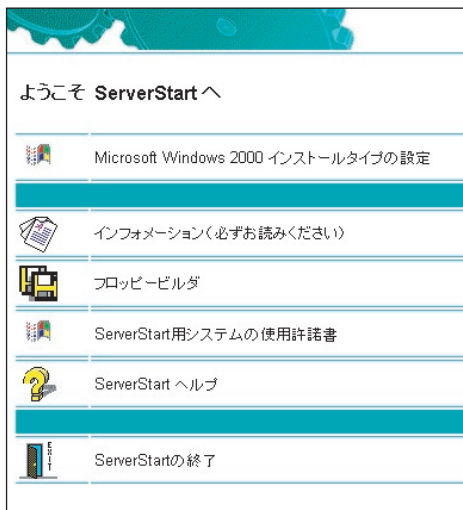 ようこそ ServerStart へ
Microsoft Windows 2000 インストールタイプの設定
インフォメーション(必ずお読みください)
フロッピービルダ
ServerStart用システムの使用許諾書
ServerStart ヘルプ
EXIT
ServerStartの終了